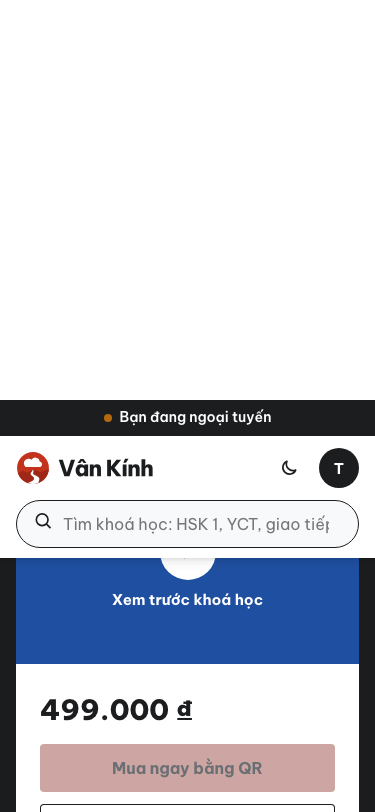 Bạn đang ngoại tuyến
Vân Kính
T
Tìm khoá học: HSK 1, YCT, giao tiếp
Xem trước khoá học
499.000 ₫
Mua ngay bằng QR